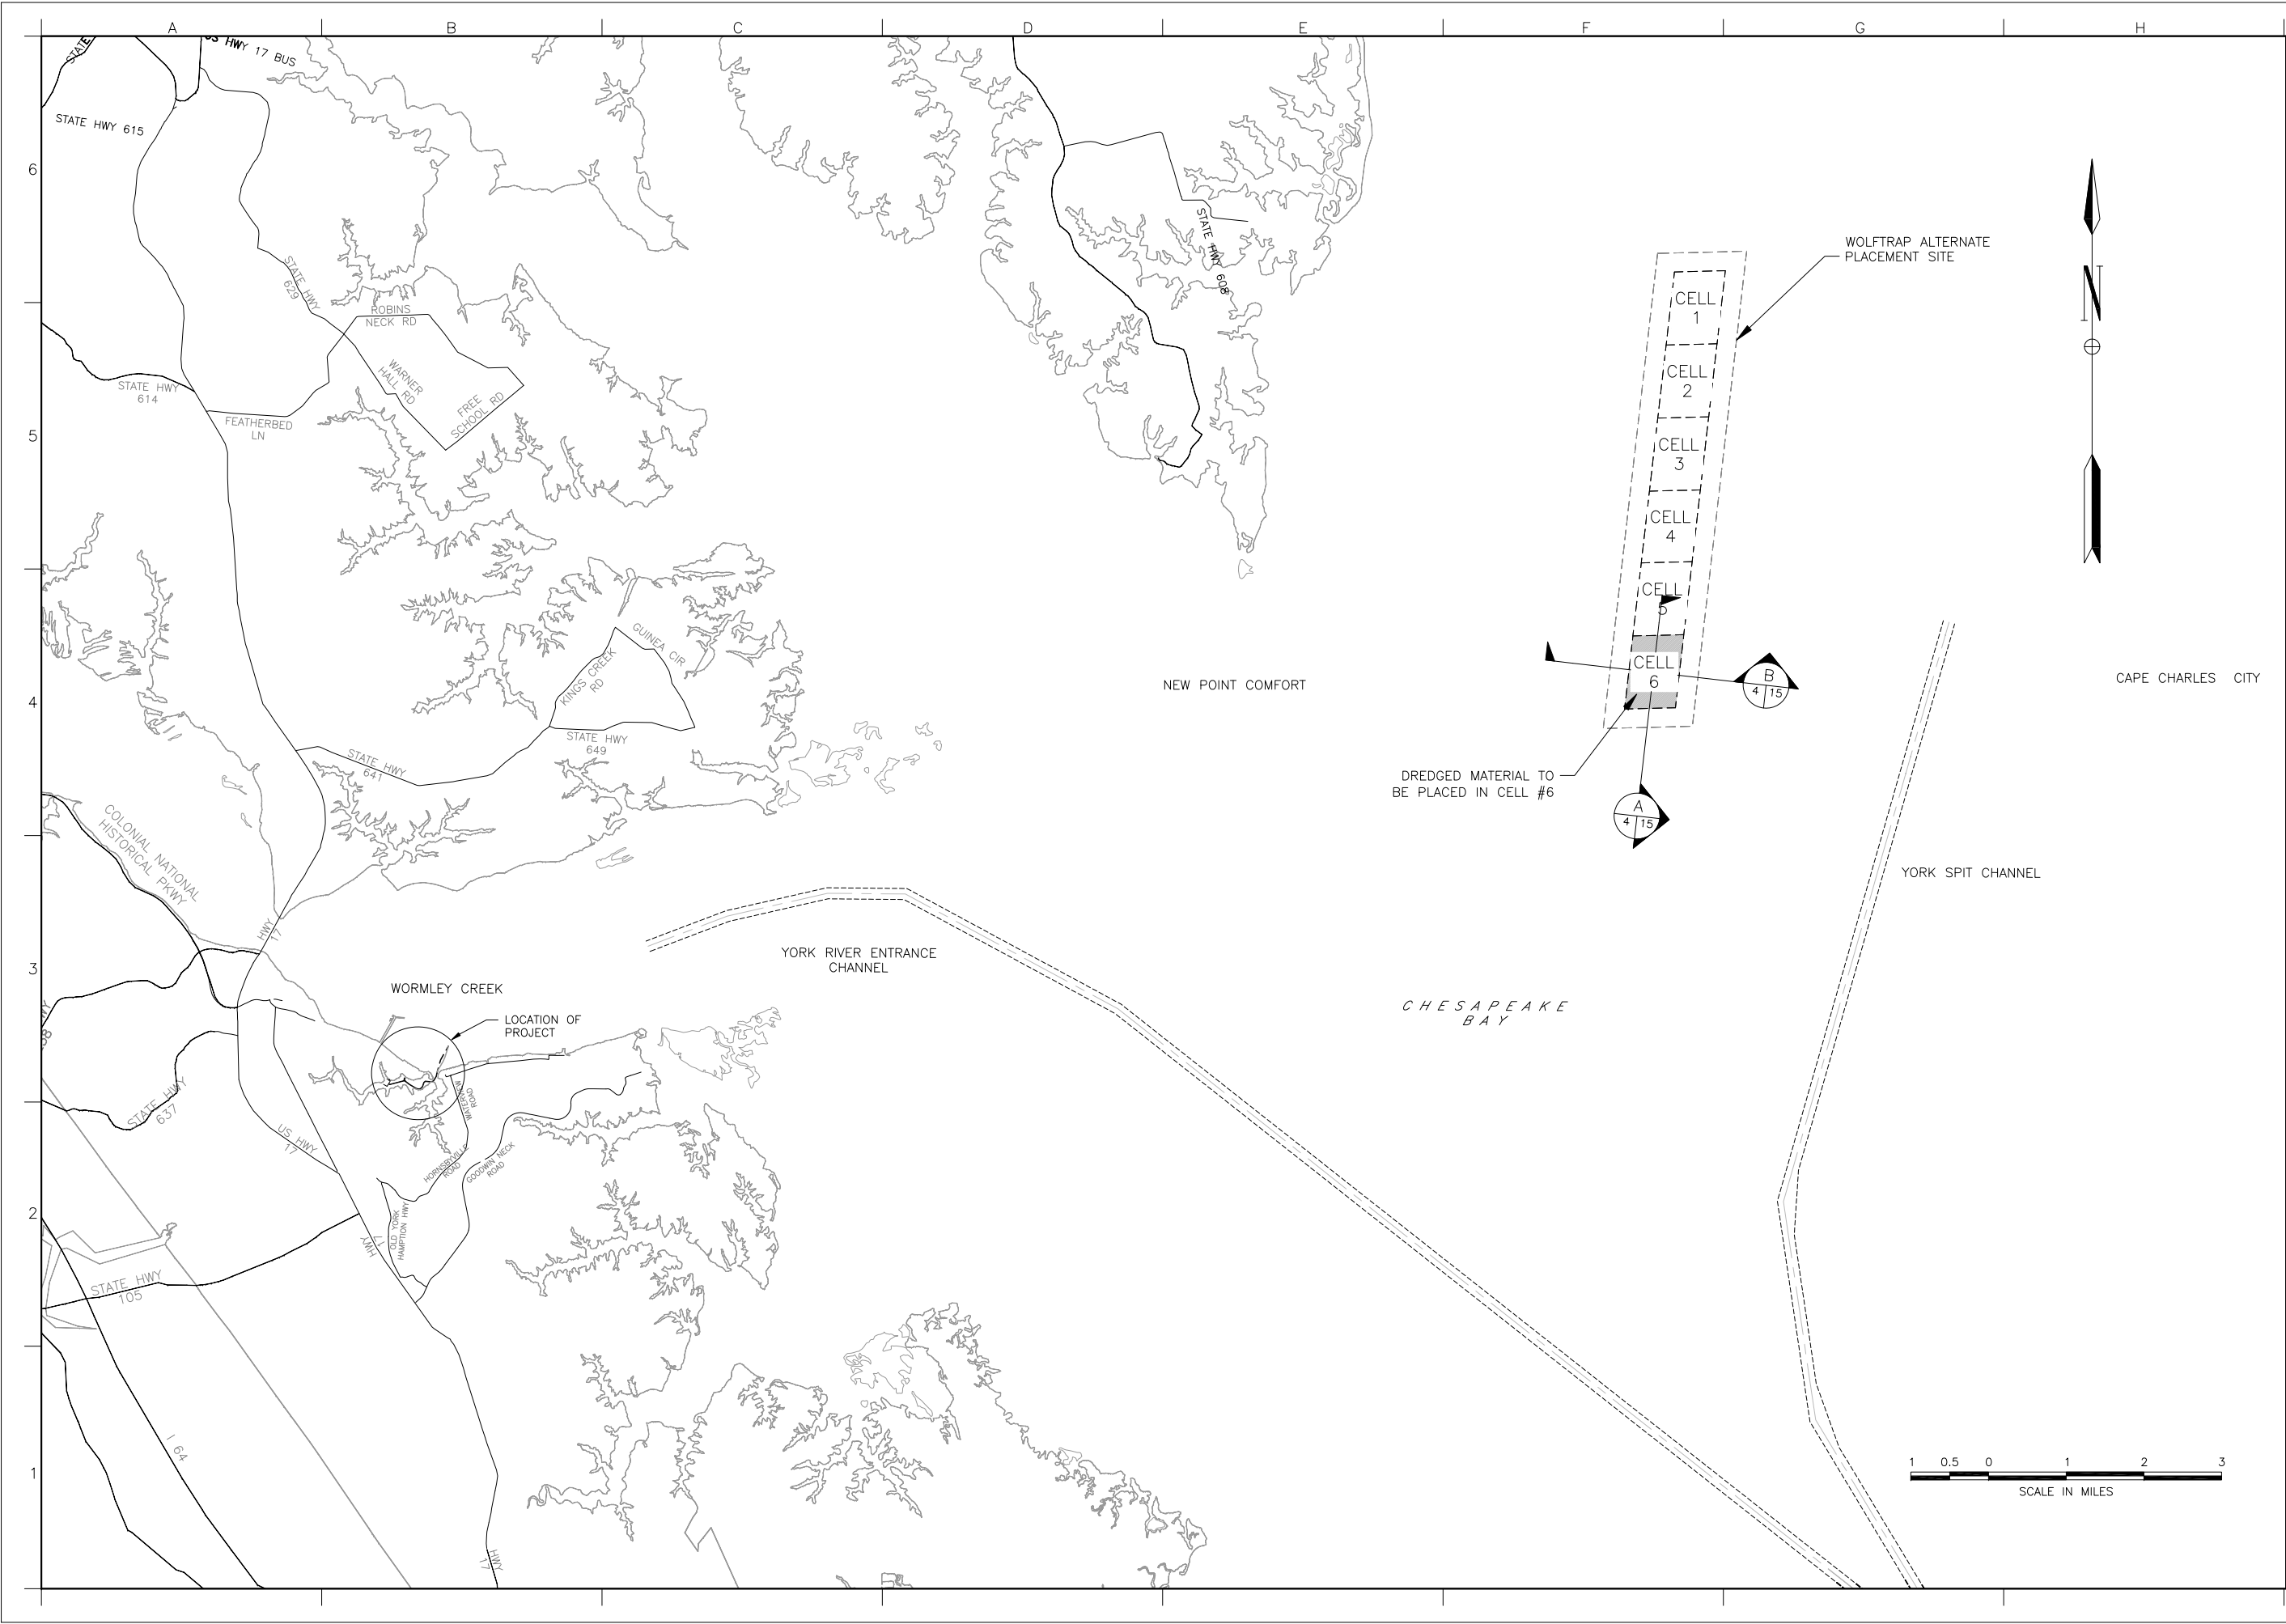 A B C D E F G H
STATE
US HWY 17 BUS
STATE HWY 615
6
STATE HWY 608
WOLFTRAP ALTERNATE
PLACEMENT SITE
N
STATE HWY
629
CELL
1
ROBINS
NECK RD
CELL
2
WARNER
HALL RD
STATE HWY
614
FREE
SCHOOL RD
FEATHERBED
LN
5
CELL
3
CELL
4
CELL
5
GUINEA CIR
KINGS CREEK
RD
CELL
6
B
4 15
NEW POINT COMFORT
CAPE CHARLES CITY
4
STATE HWY
649
STATE HWY
641
DREDGED MATERIAL TO
BE PLACED IN CELL #6
A
4 15
COLONIAL NATIONAL
HISTORICAL PKWY
YORK SPIT CHANNEL
HWY
17
YORK RIVER ENTRANCE
CHANNEL
3
WORMLEY CREEK
CHESAPEAKE
BAY
LOCATION OF
PROJECT
WATERVIEW
ROAD
STATE HWY
637
US HWY
17
HORNSBYVILLE
ROAD
GOODWIN NECK
ROAD
2
OLD YORK
HAMPTION HWY
HWY
17
STATE HWY
105
I 64
1
1 0.5 0 1 2 3
SCALE IN MILES
HWY
17